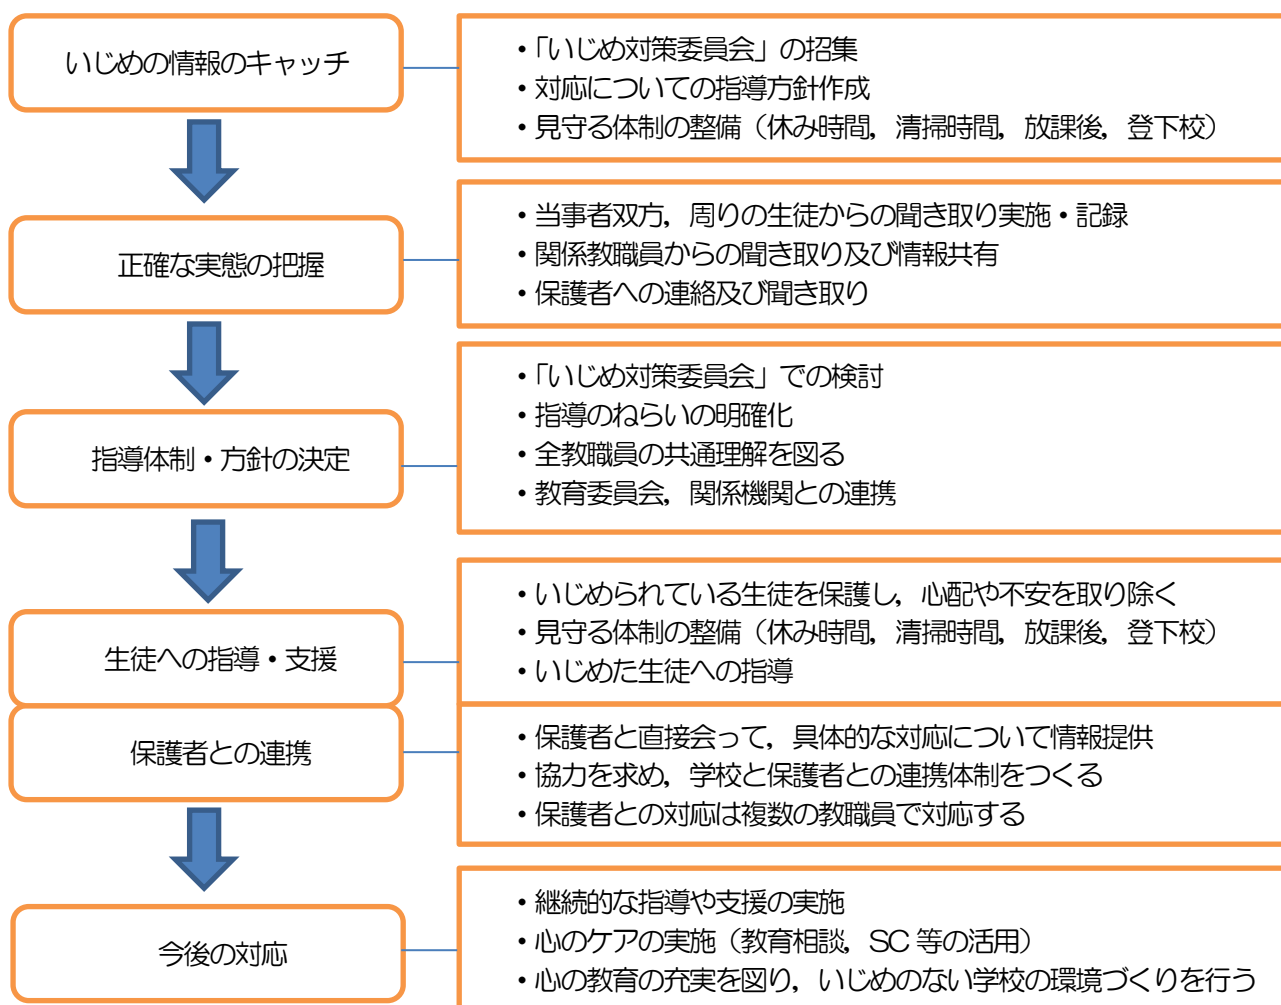 いじめの情報のキャッチ
・「いじめ対策委員会」の招集
・対応についての指導方針作成
・見守る体制の整備（休み時間，清掃時間，放課後，登下校）
正確な実態の把握
・当事者双方，周りの生徒からの聞き取り実施・記録
・関係教職員からの聞き取り及び情報共有
・保護者への連絡及び聞き取り
指導体制・方針の決定
・「いじめ対策委員会」での検討
・指導のねらいの明確化
・全教職員の共通理解を図る
・教育委員会，関係機関との連携
生徒への指導・支援
・いじめられている生徒を保護し，心配や不安を取り除く
・見守る体制の整備（休み時間，清掃時間，放課後，登下校）
・いじめた生徒への指導
保護者との連携
・保護者と直接会って，具体的な対応について情報提供
・協力を求め，学校と保護者との連携体制をつくる
・保護者との対応は複数の教職員で対応する
今後の対応
・継続的な指導や支援の実施
・心のケアの実施（教育相談，SC 等の活用）
・心の教育の充実を図り，いじめのない学校の環境づくりを行う